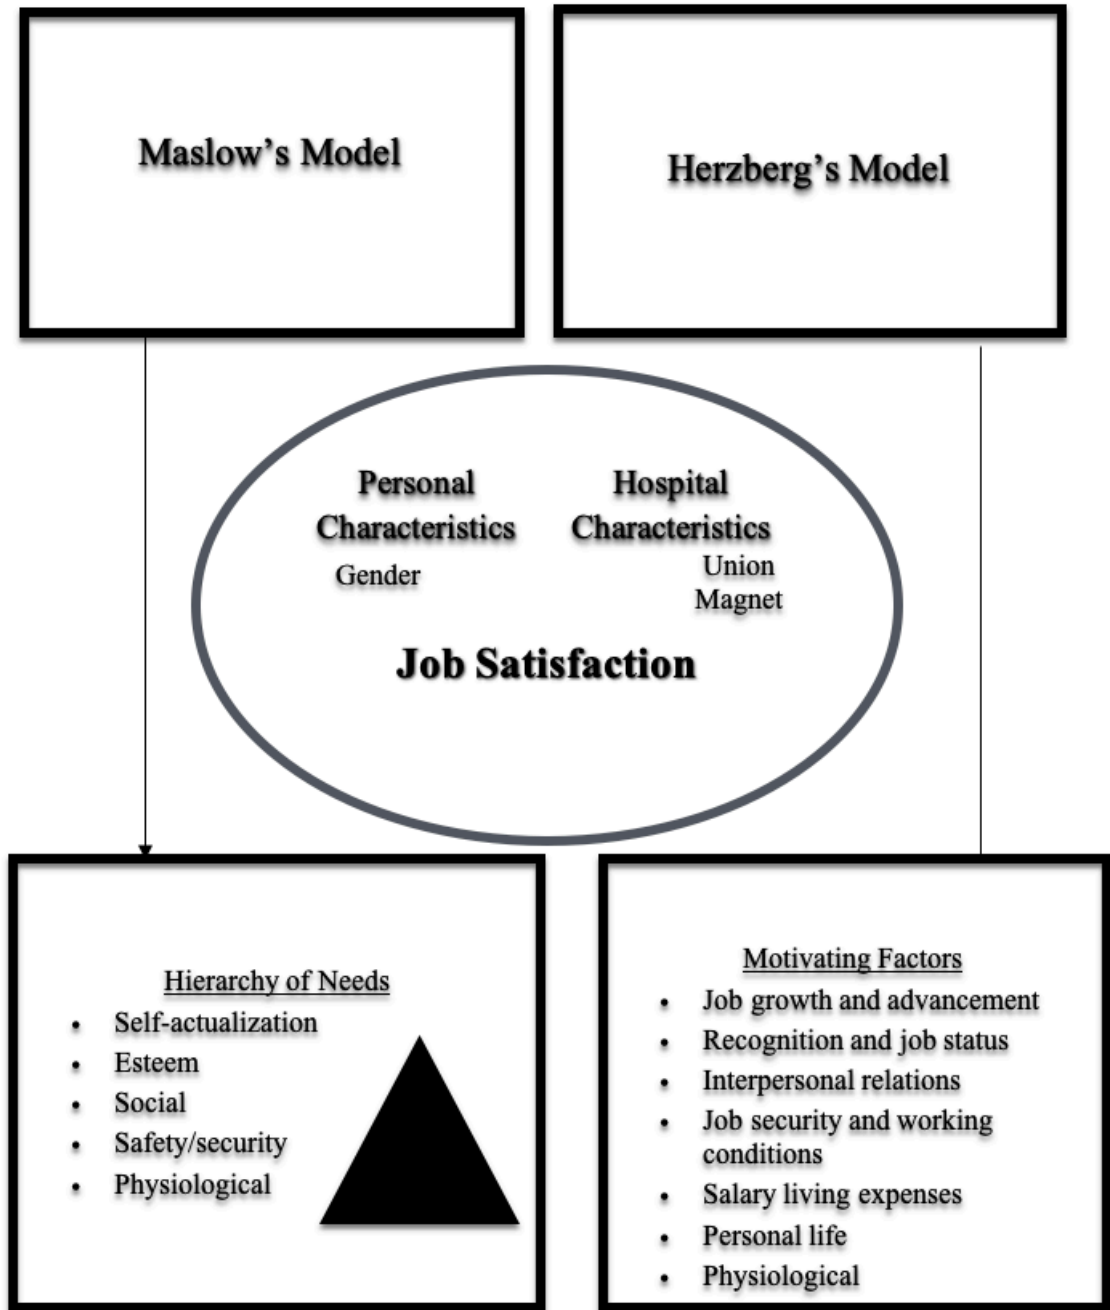 Maslow’s Model
Herzberg’s Model
Personal
Characteristics
Gender
Hospital
Characteristics
Union
Magnet
Job Satisfaction
Hierarchy of Needs
• Self-actualization
• Esteem
• Social
• Safety/security
• Physiological
Motivating Factors
• Job growth and advancement
• Recognition and job status
• Interpersonal relations
• Job security and working
conditions
• Salary living expenses
• Personal life
• Physiological